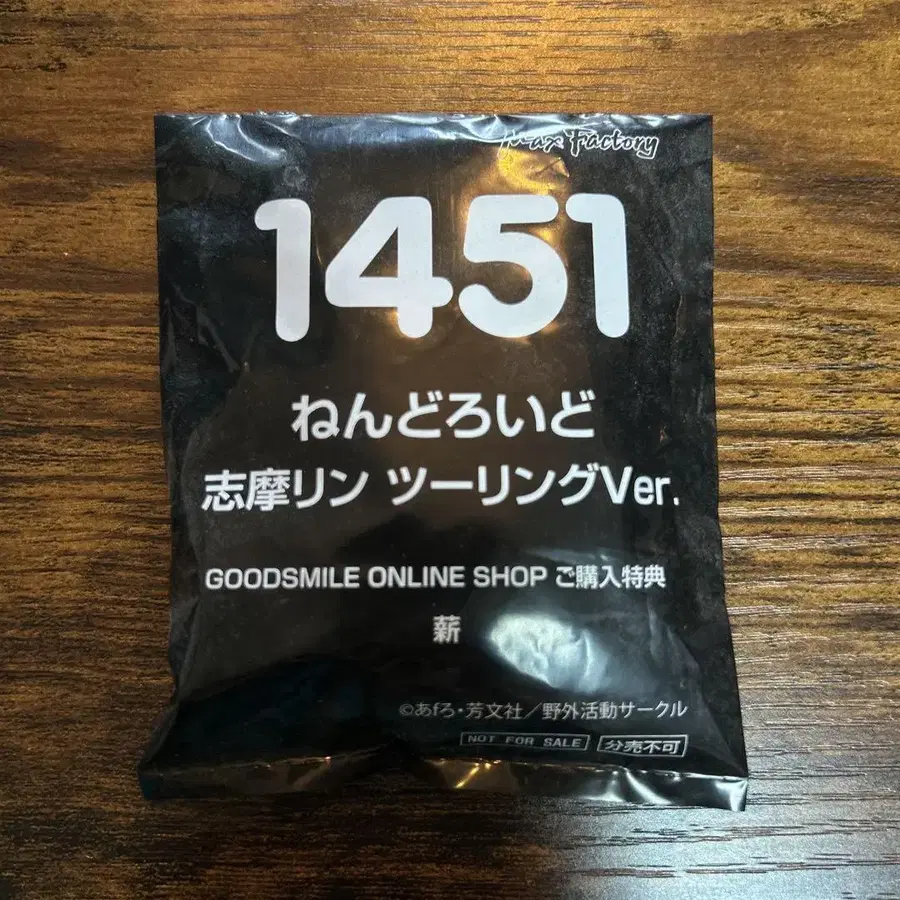 Max Factory
1451
ねんどろいど
志摩リン ツーリングVer.
GOODSMILE ONLINE SHOP ご購入特典
薪
©あfろ・芳文社／野外活動サークル
NOT FOR SALE 分売不可